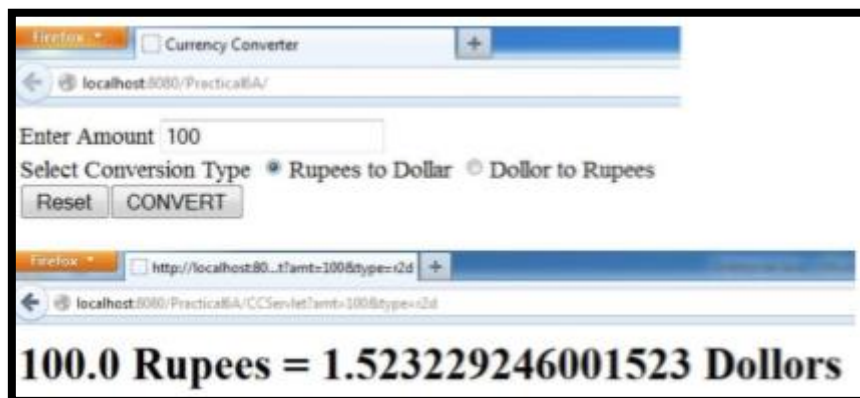 Firefox
Currency Converter
+
localhost:8080/Practical6A/
Enter Amount 100
Select Conversion Type Rupees to Dollar Dollor to Rupees
Reset CONVERT
Firefox
http://localhost:80...t?amt=100&type=r2d +
localhost:8080/Practical6A/CCServlet?amt=100&type=r2d
100.0 Rupees = 1.523229246001523 Dollors